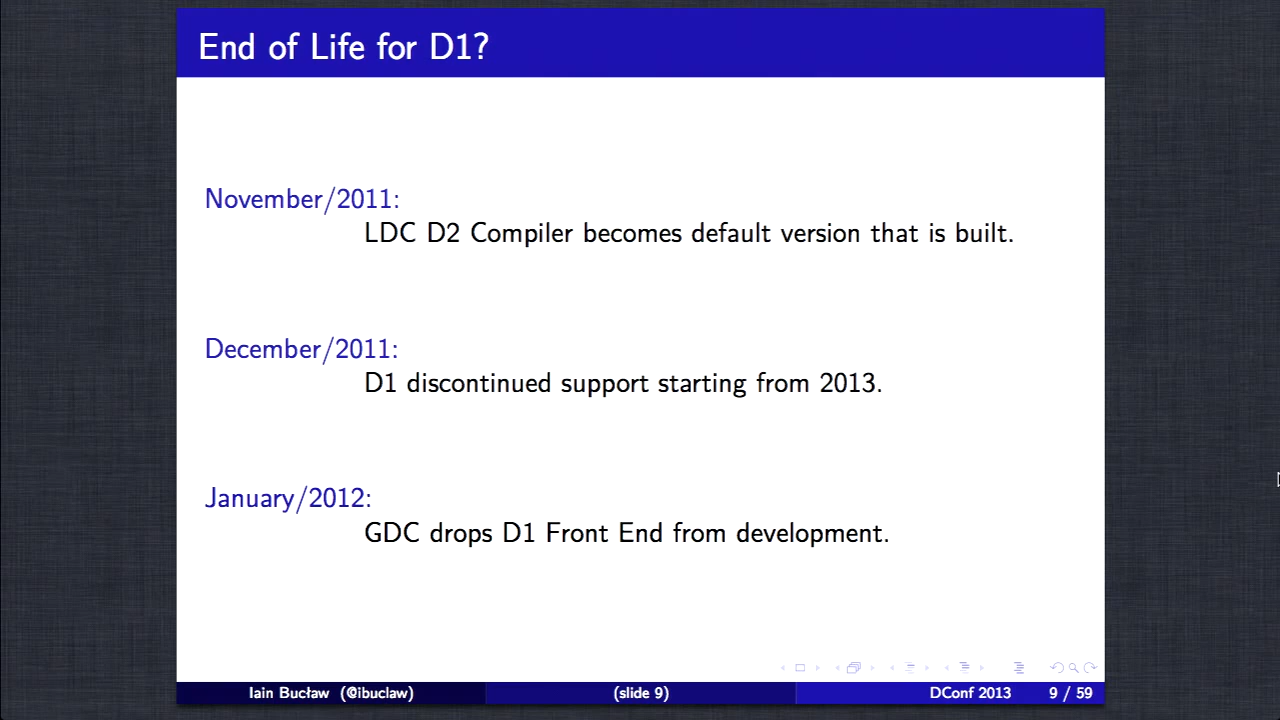 End of Life for D1?
November/2011:
LDC D2 Compiler becomes default version that is built.
December/2011:
D1 discontinued support starting from 2013.
January/2012:
GDC drops D1 Front End from development.
Iain Bucław (@ibuclaw)
(slide 9)
DConf 2013
9 / 59